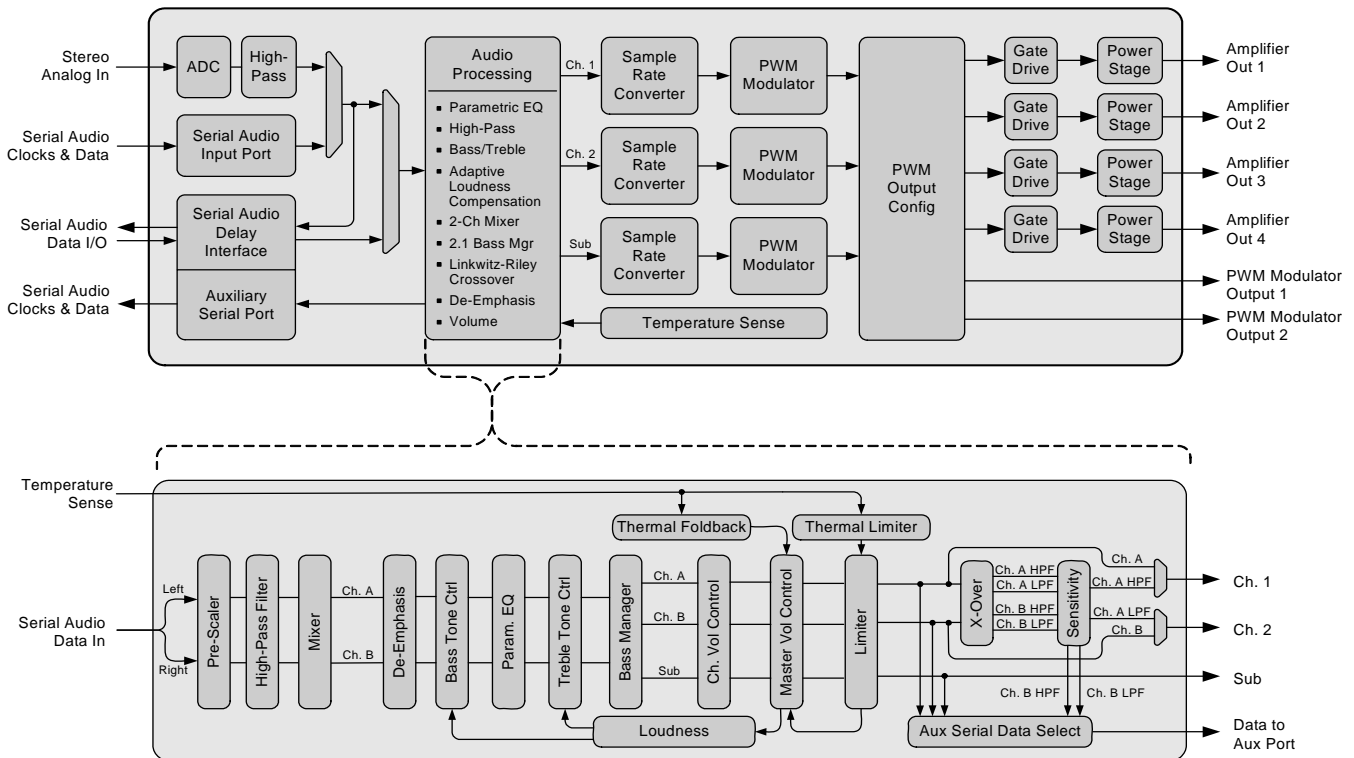 Stereo
Analog In
ADC
High-
Pass
Serial Audio
Clocks & Data
Serial Audio
Input Port
Serial Audio
Data I/O
Serial Audio
Delay
Interface
Serial Audio
Clocks & Data
Auxiliary
Serial Port
Audio
Processing
▪ Parametric EQ
▪ High-Pass
▪ Bass/Treble
▪ Adaptive
Loudness
Compensation
▪ 2-Ch Mixer
▪ 2.1 Bass Mgr
▪ Linkwitz-Riley
Crossover
▪ De-Emphasis
▪ Volume
Ch. 1
Sample
Rate
Converter
PWM
Modulator
Ch. 2
Sample
Rate
Converter
PWM
Modulator
Sub
Sample
Rate
Converter
PWM
Modulator
Temperature Sense
PWM
Output
Config
Gate
Drive
Power
Stage
Amplifier
Out 1
Gate
Drive
Power
Stage
Amplifier
Out 2
Gate
Drive
Power
Stage
Amplifier
Out 3
Gate
Drive
Power
Stage
Amplifier
Out 4
PWM Modulator
Output 1
PWM Modulator
Output 2
Temperature
Sense
Thermal Foldback
Thermal Limiter
Serial Audio
Data In
Left
Right
Pre-Scaler
High-Pass Filter
Mixer
Ch. A
Ch. B
De-Emphasis
Bass Tone Ctrl
Param. EQ
Treble Tone Ctrl
Bass Manager
Ch. A
Ch. B
Sub
Ch. Vol Control
Master Vol Control
Limiter
Loudness
X-Over
Ch. A HPF
Ch. A LPF
Ch. B HPF
Ch. B LPF
Sensitivity
Ch. A
Ch. A HPF
Ch. A LPF
Ch. B
Ch. B HPF
Ch. B LPF
Aux Serial Data Select
Ch. 1
Ch. 2
Sub
Data to
Aux Port